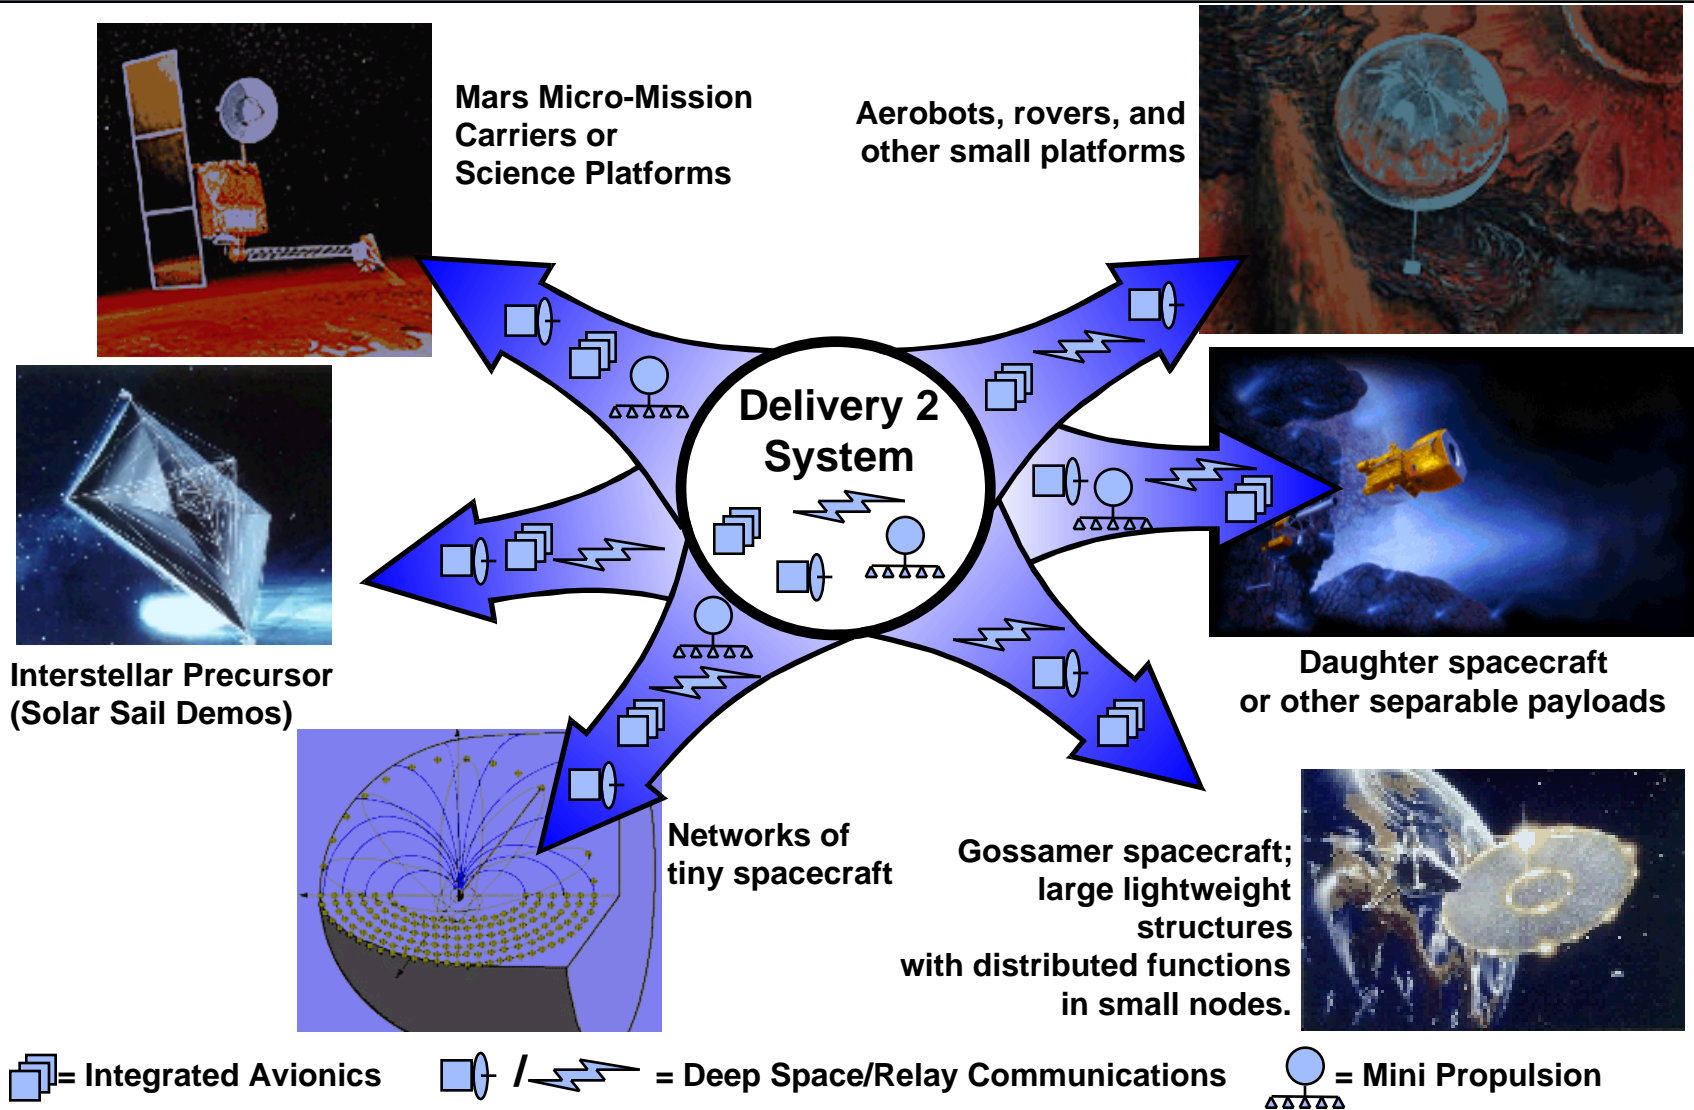 Mars Micro-Mission
Carriers or
Science Platforms
Aerobots, rovers, and
other small platforms
Delivery 2
System
Interstellar Precursor
(Solar Sail Demos)
Daughter spacecraft
or other separable payloads
Networks of
tiny spacecraft
Gossamer spacecraft;
large lightweight
structures
with distributed functions
in small nodes.
= Integrated Avionics
/ = Deep Space/Relay Communications
= Mini Propulsion